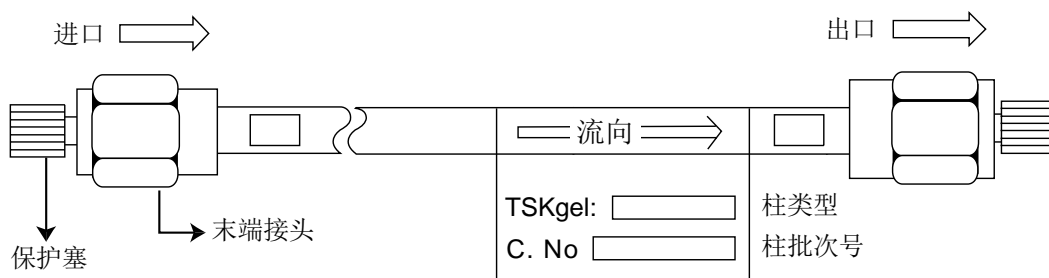 进口
出口
流向
TSKgel:
柱类型
末端接头
C. No
柱批次号
保护塞